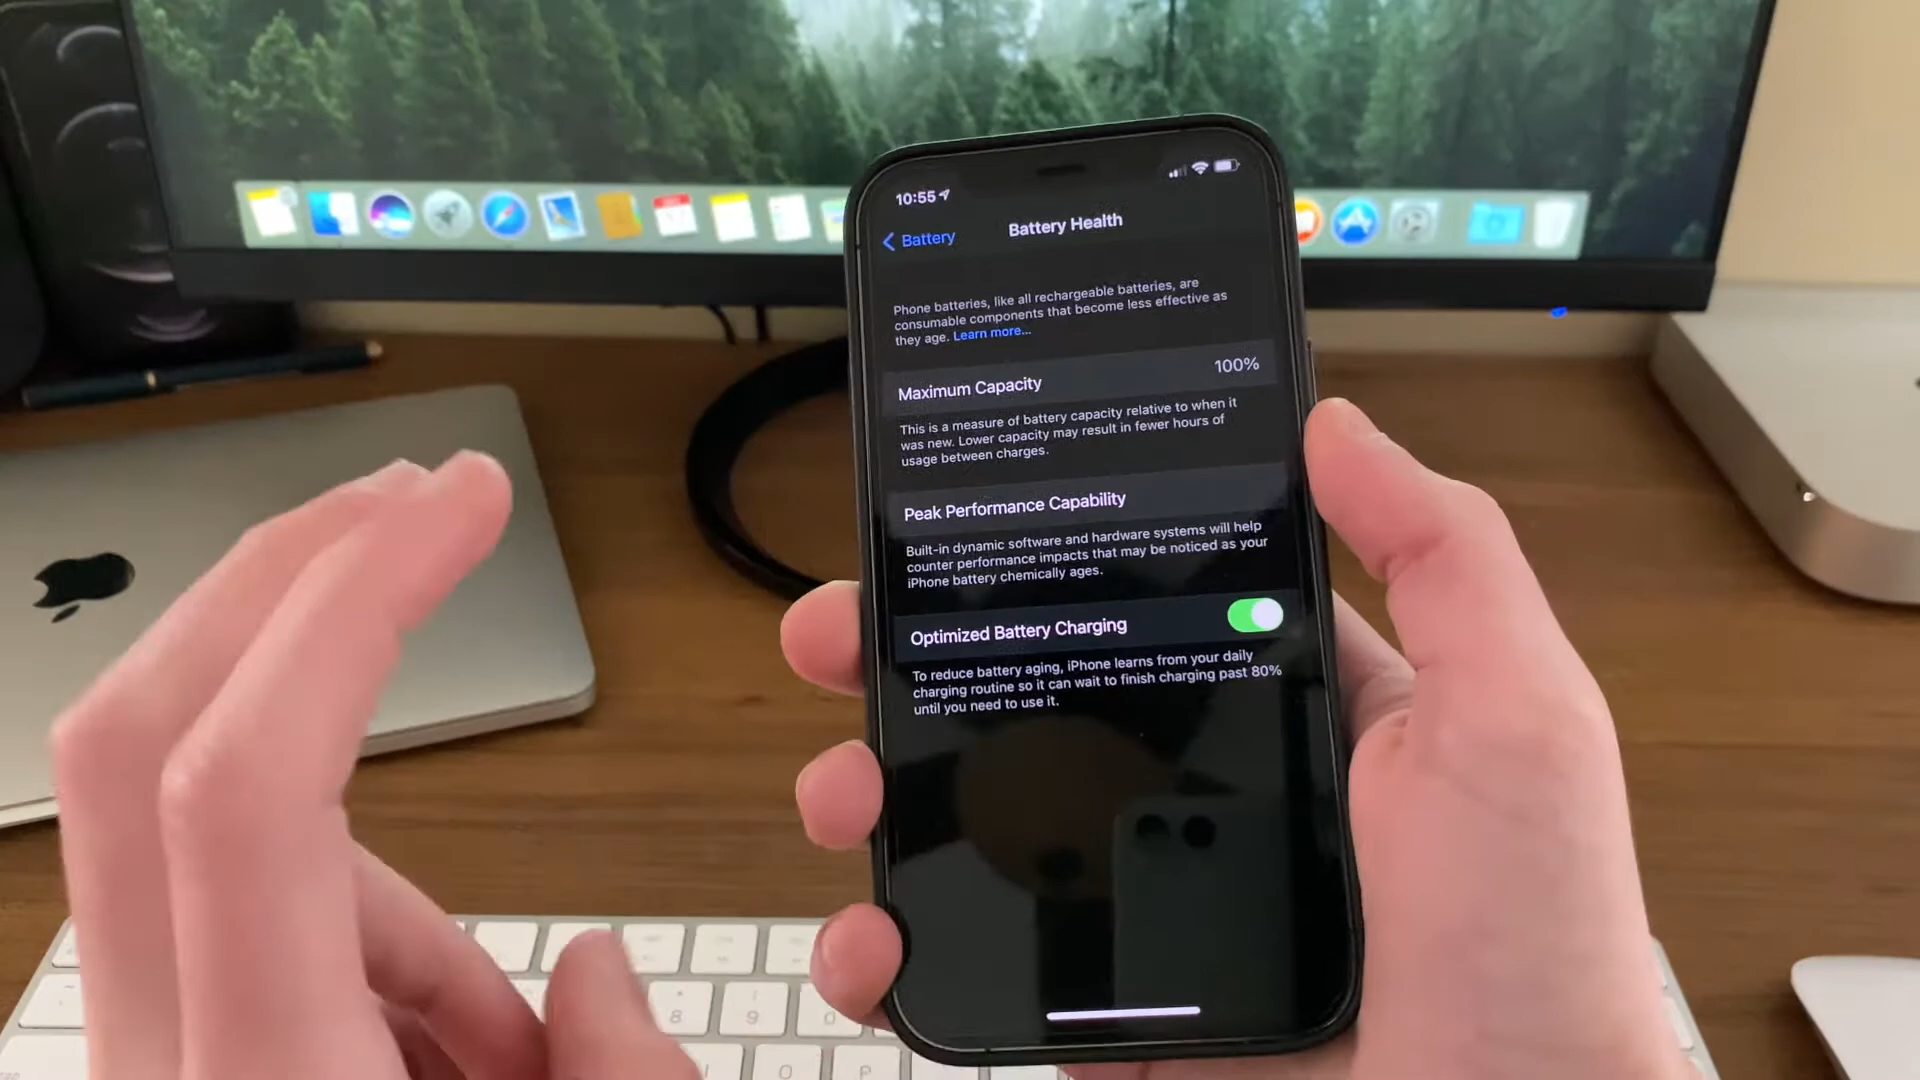 10:55
Battery
Battery Health
Phone batteries, like all rechargeable batteries, are
consumable components that become less effective as
they age. Learn more...
Maximum Capacity 100%
This is a measure of battery capacity relative to when it
was new. Lower capacity may result in fewer hours of
usage between charges.
Peak Performance Capability
Built-in dynamic software and hardware systems will help
counter performance impacts that may be noticed as your
iPhone battery chemically ages.
Optimized Battery Charging
To reduce battery aging, iPhone learns from your daily
charging routine so it can wait to finish charging past 80%
until you need to use it.
8 9 0
I O P